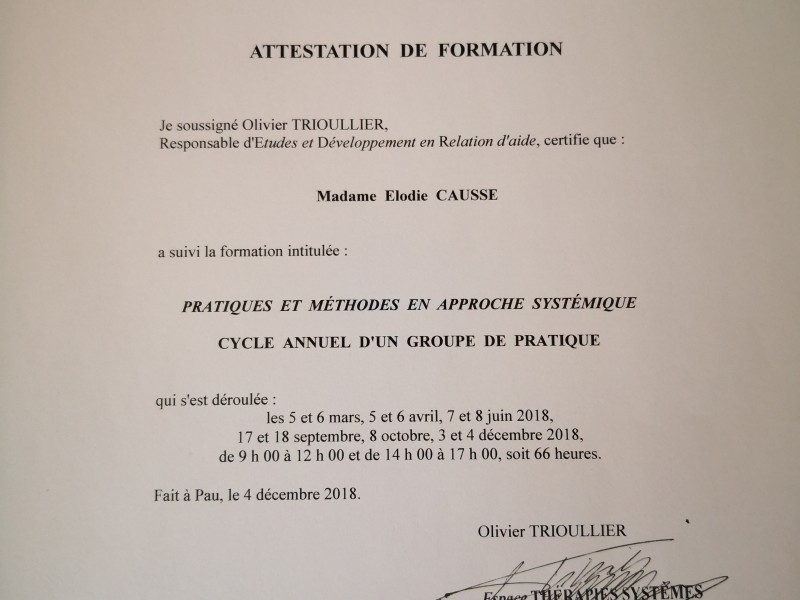 ATTESTATION DE FORMATION
Je soussigné Olivier TRIOULLIER,
Responsable d'Etudes et Développement en Relation d'aide, certifie que :
Madame Elodie CAUSSE
a suivi la formation intitulée :
PRATIQUES ET MÉTHODES EN APPROCHE SYSTÉMIQUE
CYCLE ANNUEL D'UN GROUPE DE PRATIQUE
qui s'est déroulée :
les 5 et 6 mars, 5 et 6 avril, 7 et 8 juin 2018,
17 et 18 septembre, 8 octobre, 3 et 4 décembre 2018,
de 9 h 00 à 12 h 00 et de 14 h 00 à 17 h 00, soit 66 heures.
Fait à Pau, le 4 décembre 2018.
Olivier TRIOULLIER
Espace THÉRAPIES SYSTÈMES